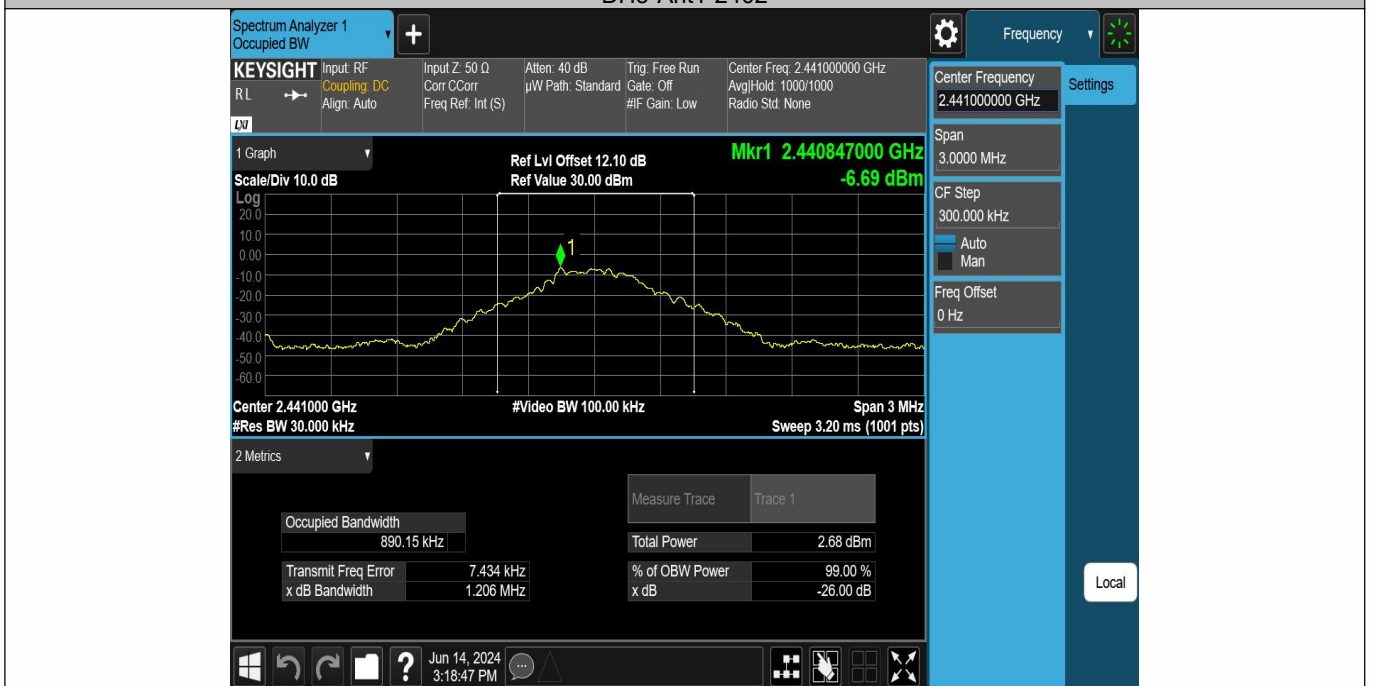 Spectrum Analyzer 1
Occupied BW
Frequency
KEYSIGHT
R L
LXI
Input: RF
Coupling: DC
Align: Auto
Input Z: 50 Ω
Corr CCorr
Freq Ref: Int (S)
Atten: 40 dB
µW Path: Standard
Trig: Free Run
Gate: Off
#IF Gain: Low
Center Freq: 2.441000000 GHz
Avg|Hold: 1000/1000
Radio Std: None
Center Frequency
2.441000000 GHz
Settings
Span
3.0000 MHz
CF Step
300.000 kHz
Auto
Man
Freq Offset
0 Hz
Local
1 Graph
Scale/Div 10.0 dB
Ref Lvl Offset 12.10 dB
Ref Value 30.00 dBm
Mkr1 2.440847000 GHz
-6.69 dBm
Log
20.0
10.0
0.00
-10.0
-20.0
-30.0
-40.0
-50.0
-60.0
1
Center 2.441000 GHz
#Video BW 100.00 kHz
Span 3 MHz
#Res BW 30.000 kHz
Sweep 3.20 ms (1001 pts)
2 Metrics
Measure Trace Trace 1
Occupied Bandwidth
890.15 kHz
Total Power 2.68 dBm
Transmit Freq Error 7.434 kHz
% of OBW Power 99.00 %
x dB Bandwidth 1.206 MHz
x dB -26.00 dB
?
Jun 14, 2024
3:18:47 PM